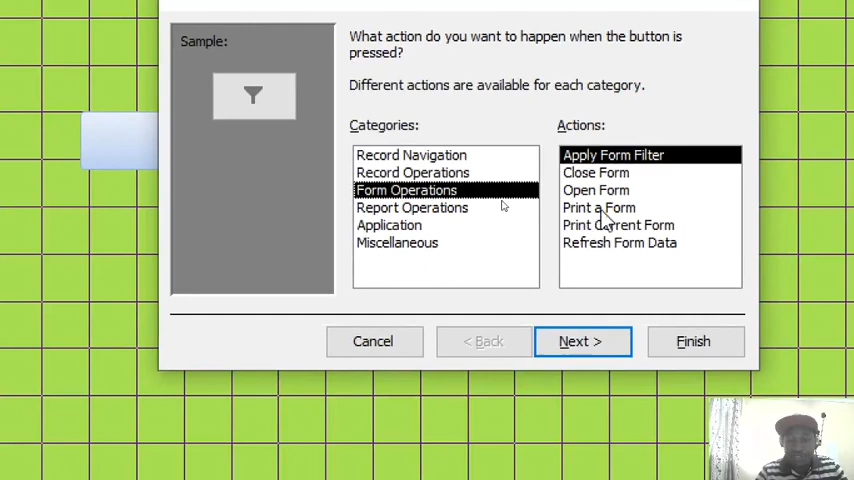 Sample:
What action do you want to happen when the button is
pressed?
Different actions are available for each category.
Categories:
Actions:
Record Navigation
Record Operations
Form Operations
Report Operations
Application
Miscellaneous
Apply Form Filter
Close Form
Open Form
Print a Form
Print Current Form
Refresh Form Data
Cancel
< Back
Next >
Finish